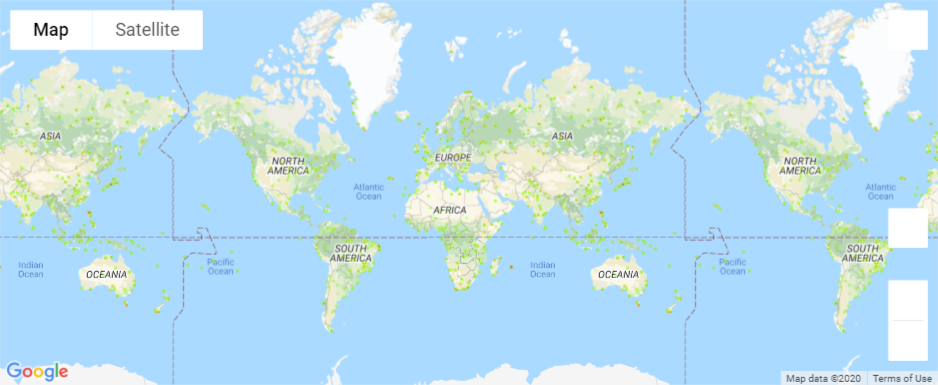 Map Satellite
ASIA
EUROPE
ASIA
NORTH
AMERICA
NORTH
AMERICA
Atlantic
Ocean
Atlantic
Ocean
AFRICA
SOUTH
AMERICA
SOUTH
AMERICA
Indian
Ocean
OCEANIA
Pacific
Ocean
Indian
Ocean
OCEANIA
Pacific
Ocean
Google
Map data ©2020 Terms of Use